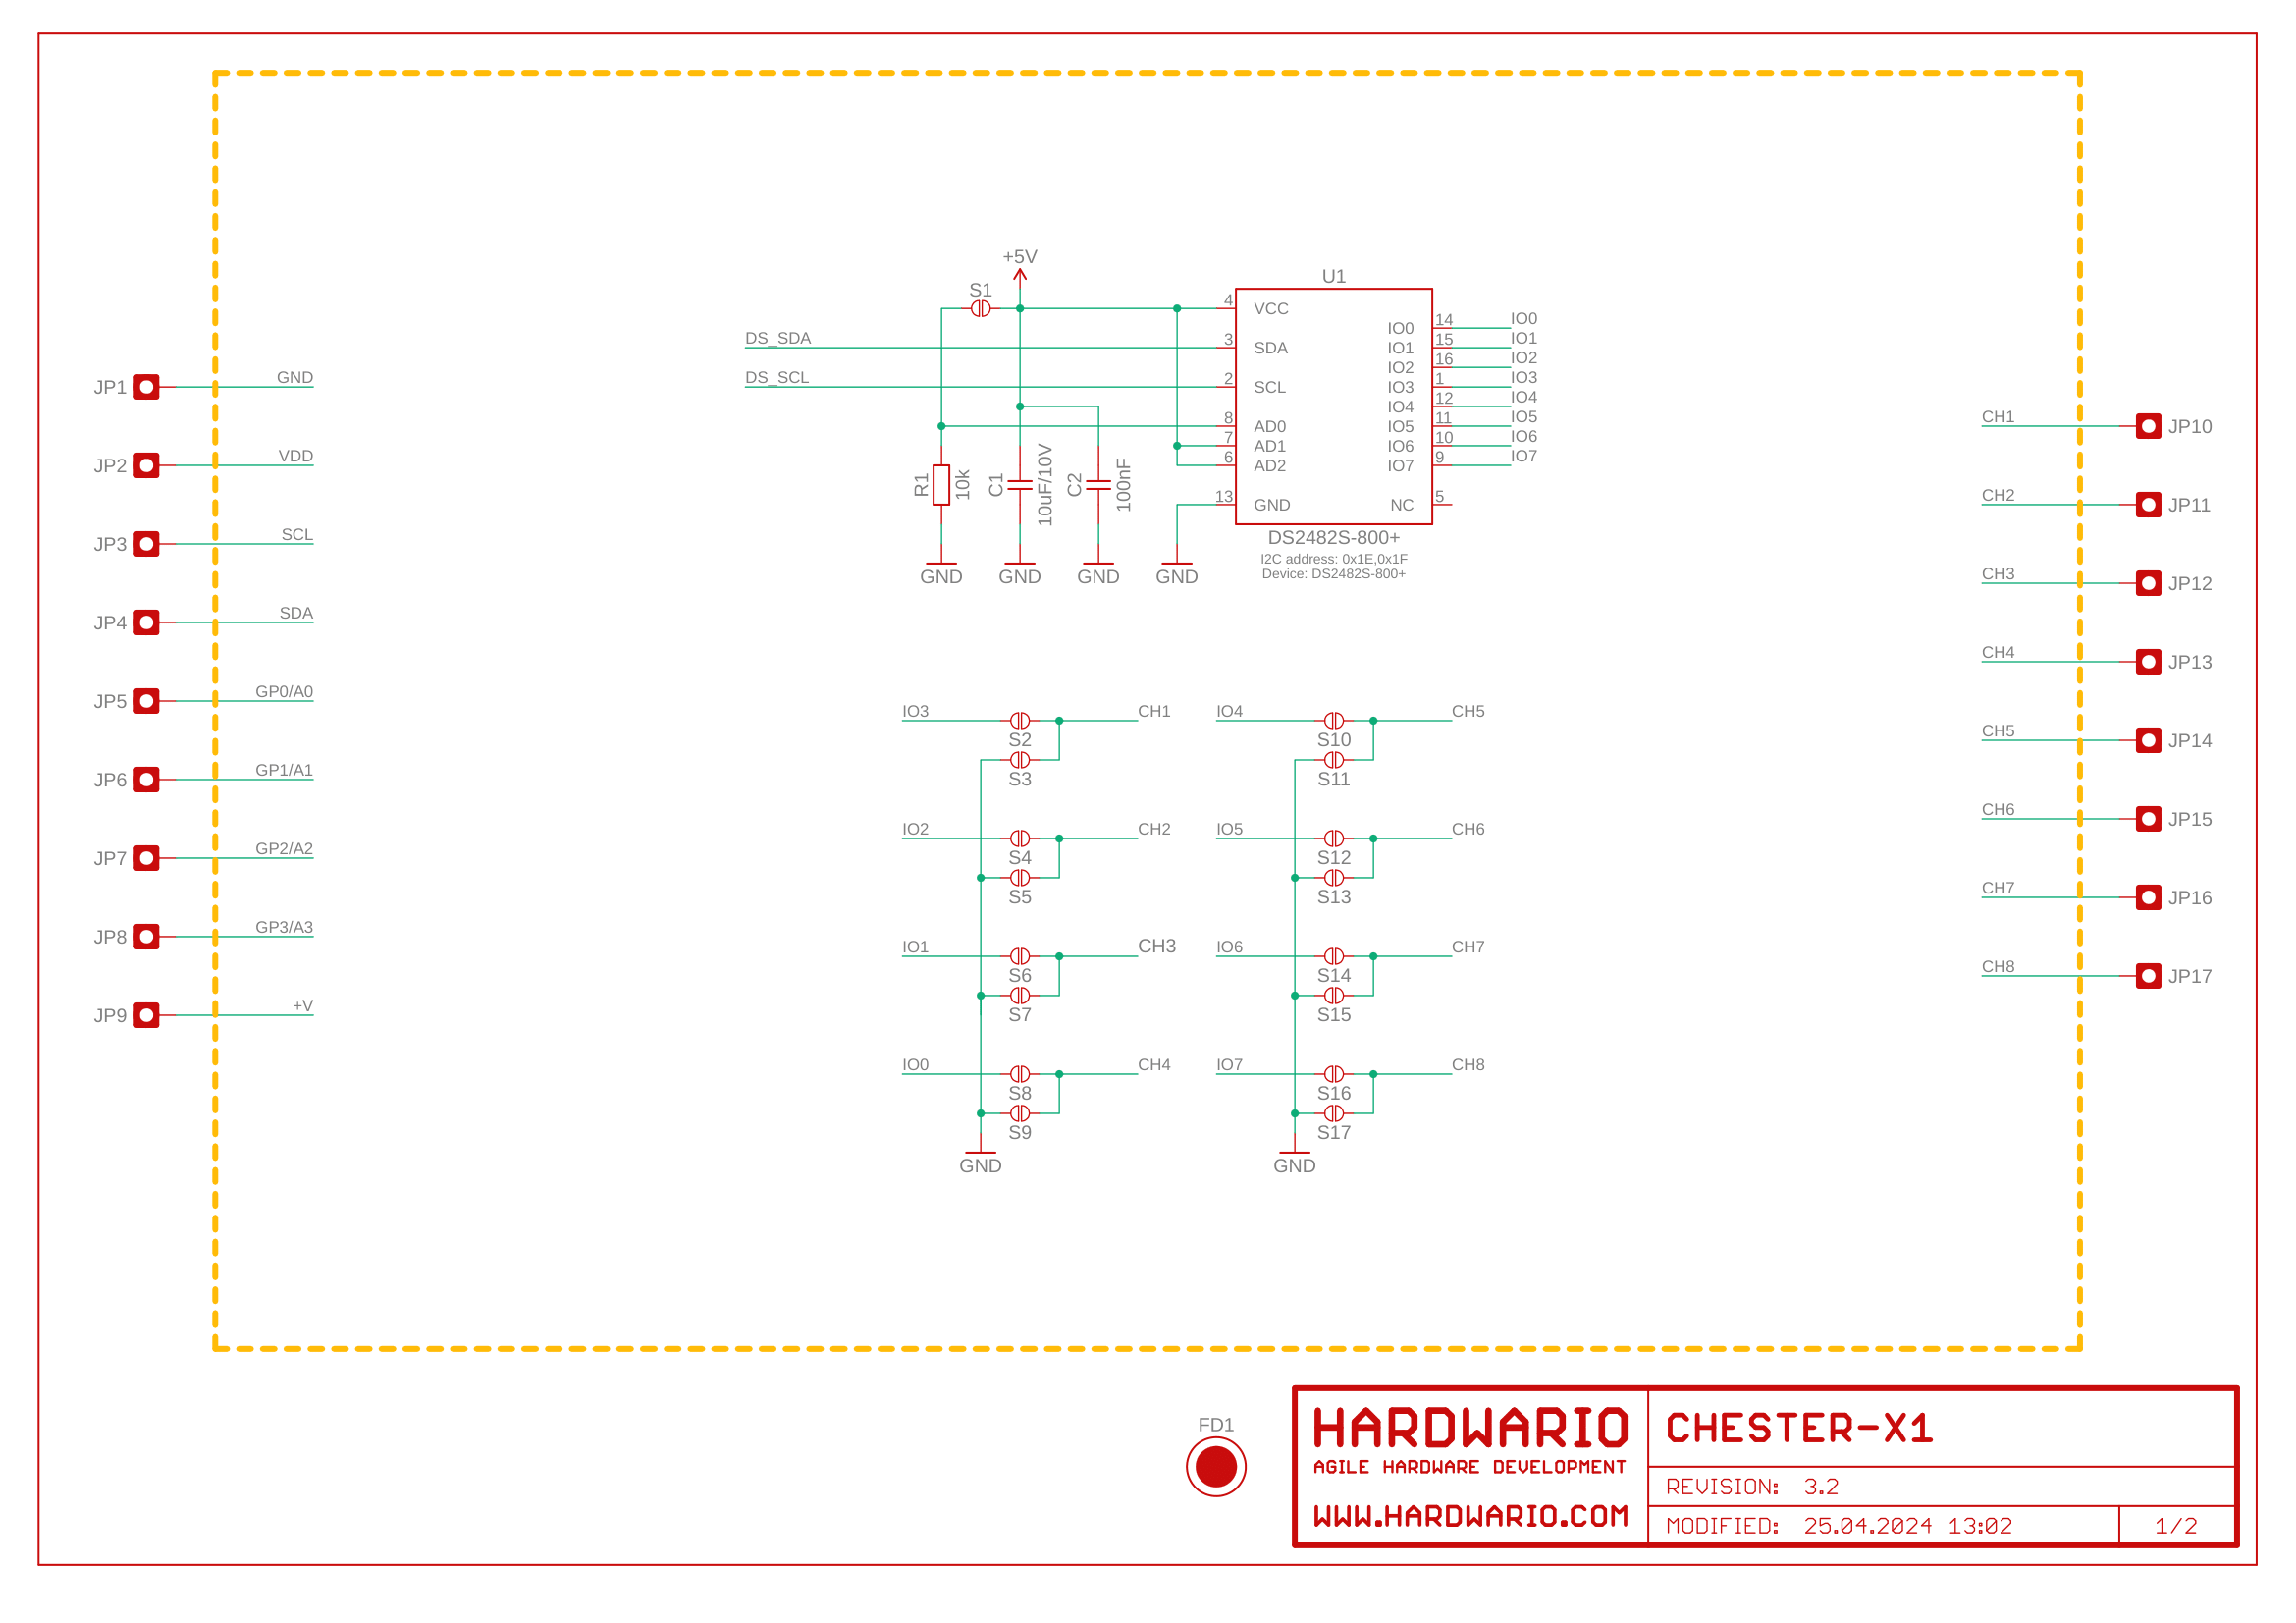 +5V
S1
U1
4
VCC
DS_SDA
3
SDA
DS_SCL
2
SCL
8
AD0
7
AD1
6
AD2
13
GND
IO0
14
IO0
IO1
15
IO1
IO2
16
IO2
IO3
1
IO3
IO4
12
IO4
IO5
11
IO5
IO6
10
IO6
IO7
9
IO7
NC
5
R1
10k
C1
10uF/10V
C2
100nF
GND
GND
GND
GND
DS2482S-800+
I2C address: 0x1E,0x1F
Device: DS2482S-800+
JP1
GND
JP2
VDD
JP3
SCL
JP4
SDA
JP5
GP0/A0
JP6
GP1/A1
JP7
GP2/A2
JP8
GP3/A3
JP9
+V
IO3
CH1
S2
S3
IO2
CH2
S4
S5
IO1
CH3
S6
S7
IO0
CH4
S8
S9
GND
IO4
CH5
S10
S11
IO5
CH6
S12
S13
IO6
CH7
S14
S15
IO7
CH8
S16
S17
GND
CH1
JP10
CH2
JP11
CH3
JP12
CH4
JP13
CH5
JP14
CH6
JP15
CH7
JP16
CH8
JP17
FD1
HARDWARIO
AGILE HARDWARE DEVELOPMENT
WWW.HARDWARIO.COM
CHESTER-X1
REVISION: 3.2
MODIFIED: 25.04.2024 13:02
1/2